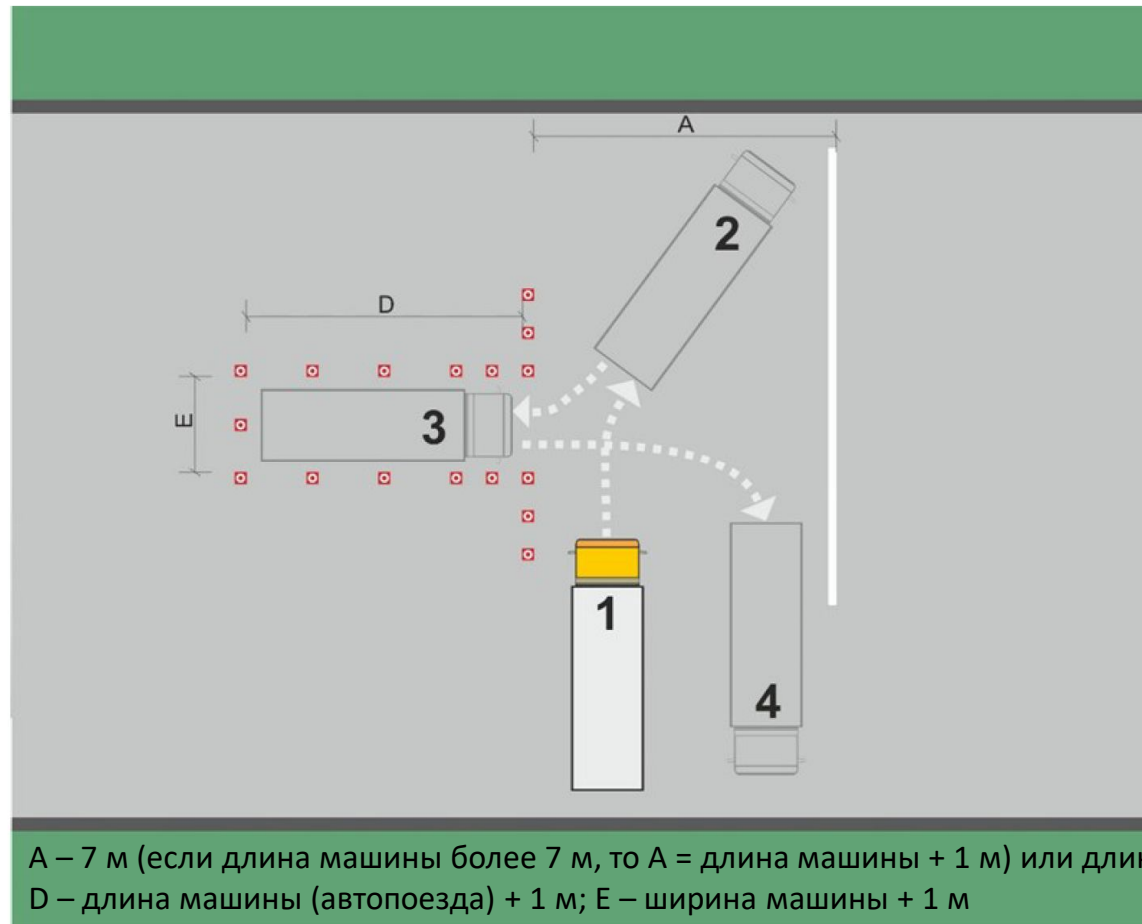 A
2
D
E
3
1
4
A – 7 м (если длина машины более 7 м, то A = длина машины + 1 м) или
D – длина машины (автопоезда) + 1 м; E – ширина машины + 1 м